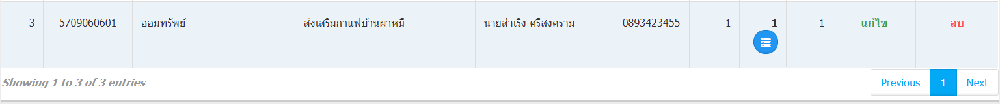 3 5709060601 ออมทรัพย์ ส่งเสริมกาแฟบ้านผาหมี นายสำเริง ศรีสงคราม 0893423455 1 1 1 แก้ไข ลบ
Showing 1 to 3 of 3 entries Previous 1 Next